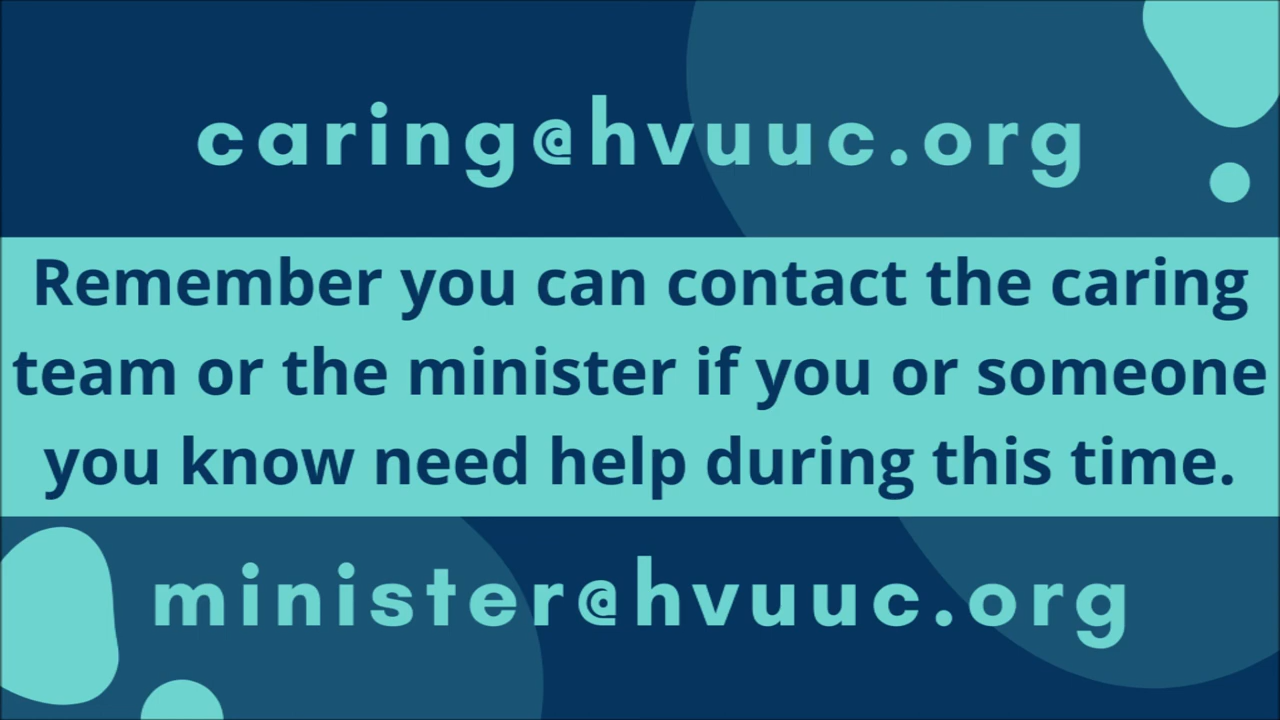 caring@hvuuc.org
Remember you can contact the caring
team or the minister if you or someone
you know need help during this time.
minister@hvuuc.org